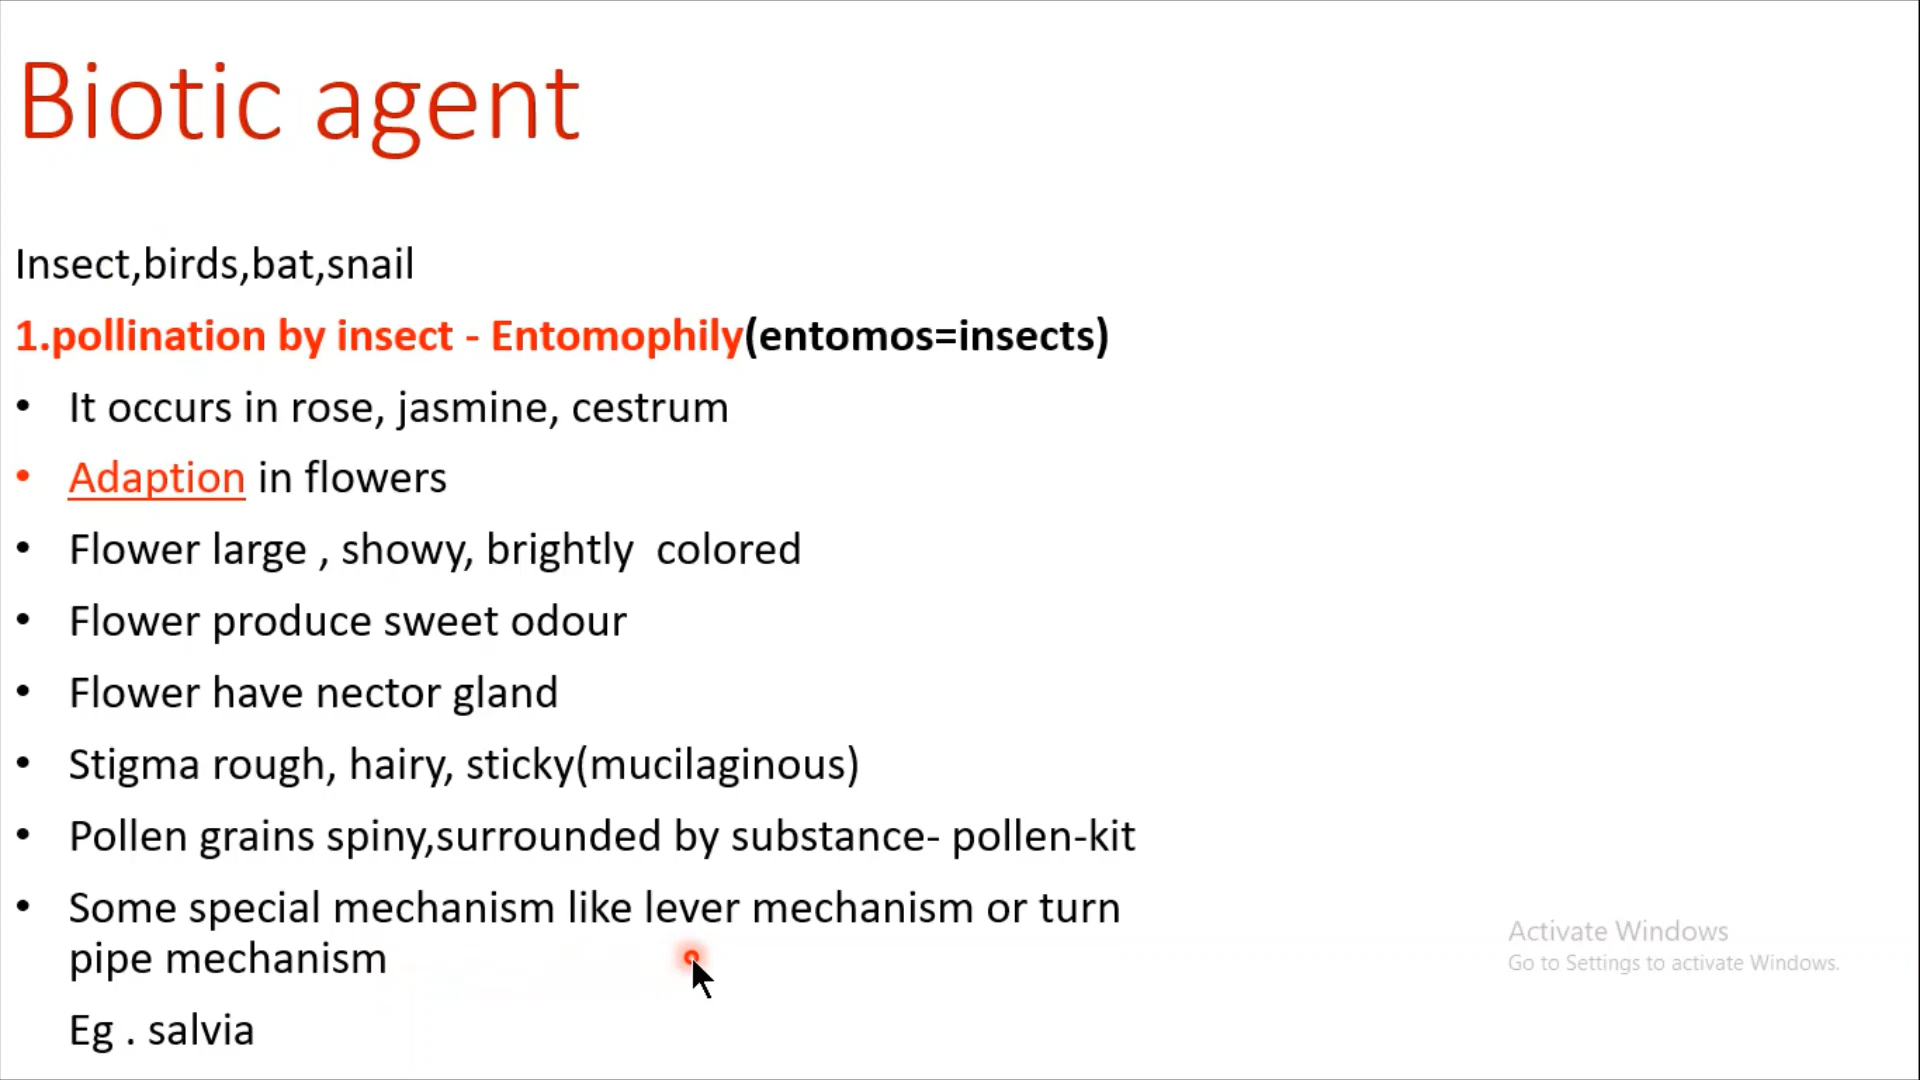 Biotic agent
Insect,birds,bat,snail
1.pollination by insect - Entomophily(entomos=insects)
• It occurs in rose, jasmine, cestrum
• Adaption in flowers
• Flower large , showy, brightly  colored
• Flower produce sweet odour
• Flower have nector gland
• Stigma rough, hairy, sticky(mucilaginous)
• Pollen grains spiny,surrounded by substance- pollen-kit
• Some special mechanism like lever mechanism or turn
pipe mechanism
Eg . salvia
Activate Windows
Go to Settings to activate Windows.